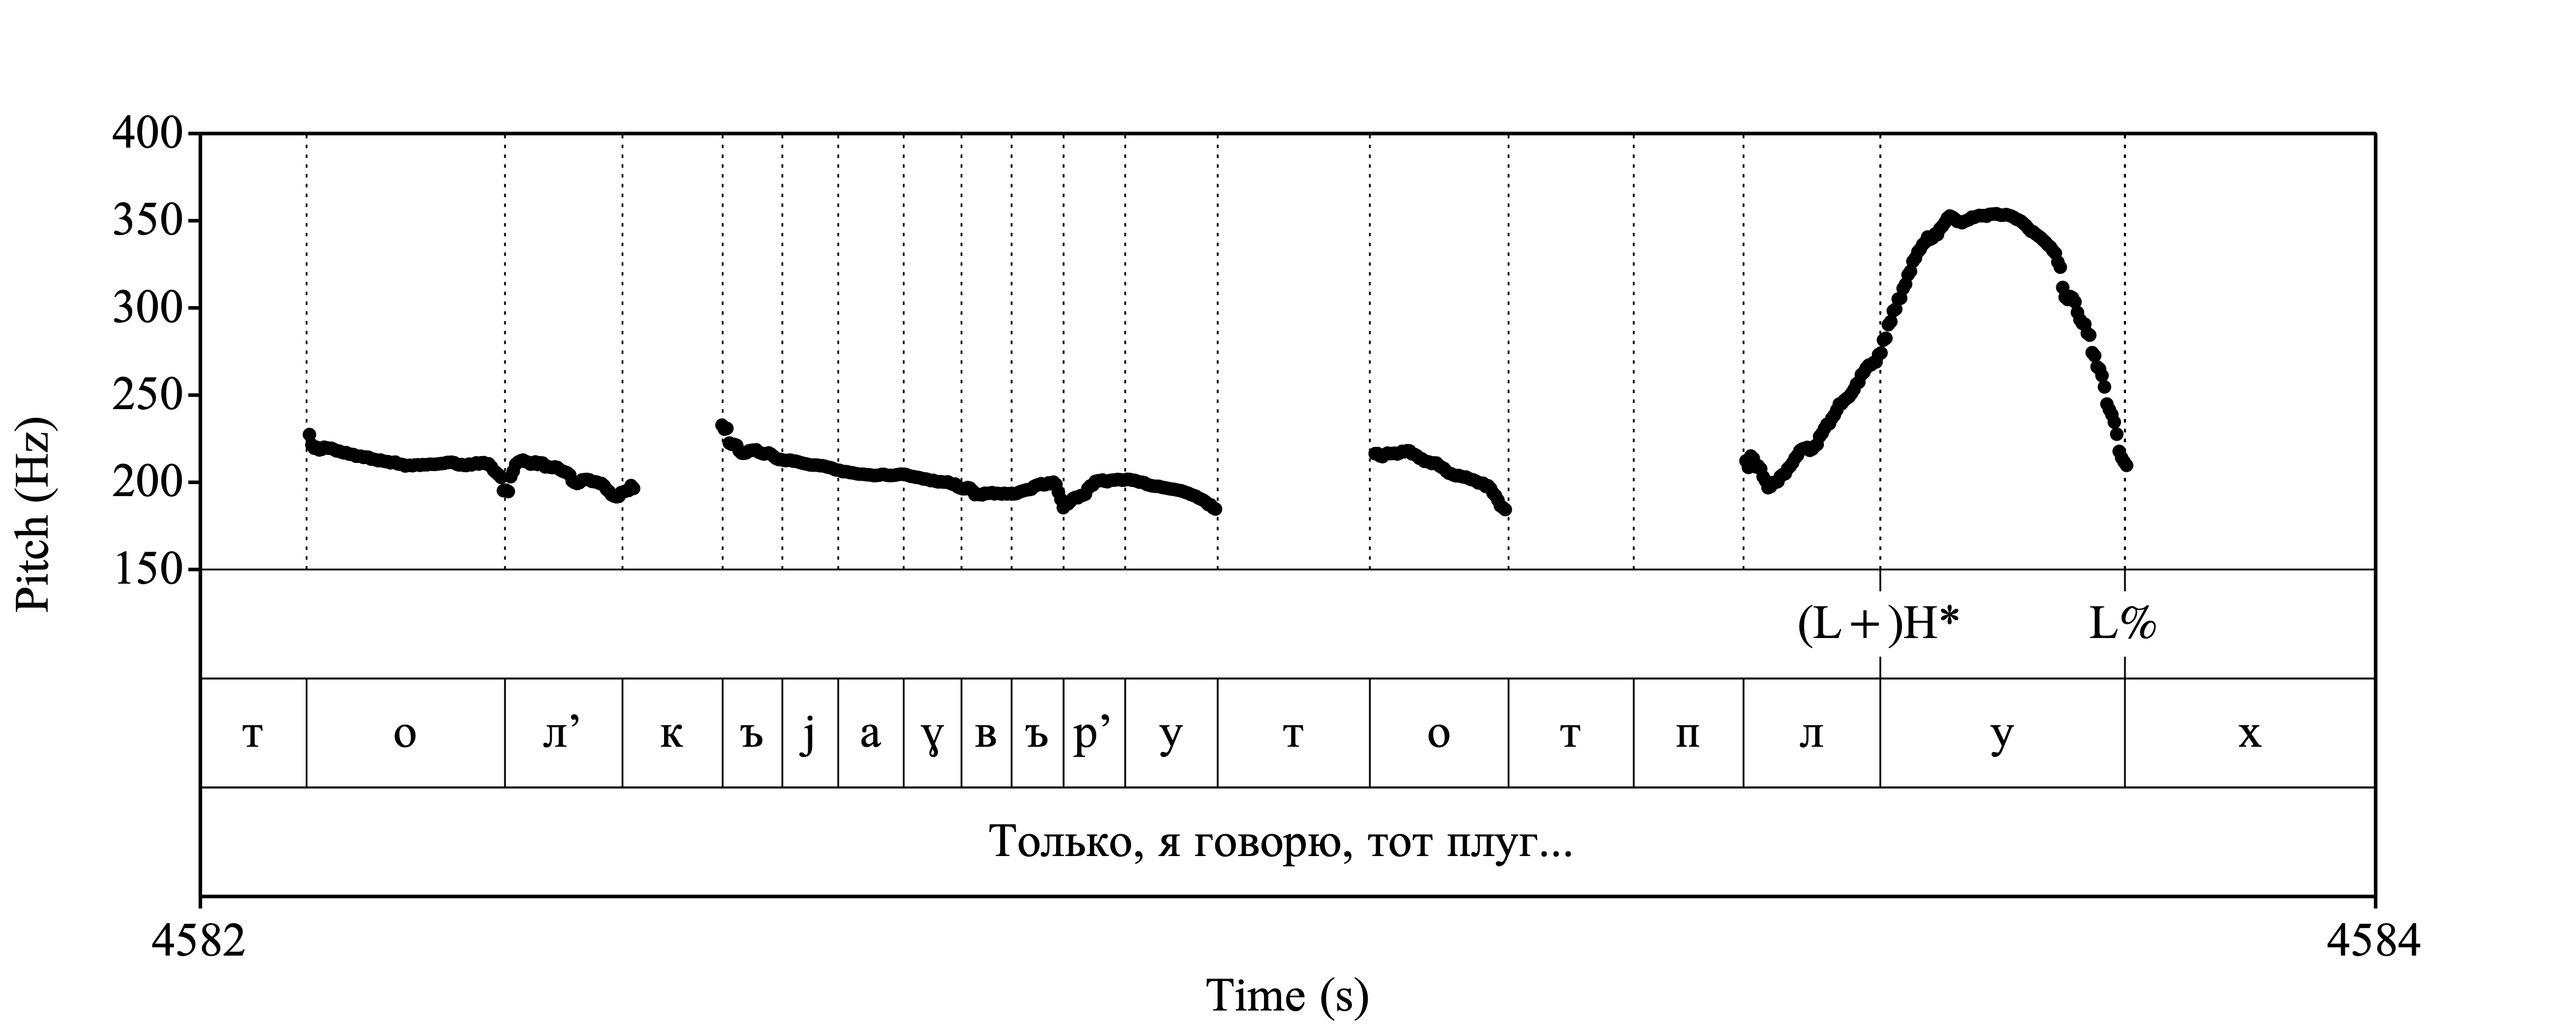 400
350
300
250
200
150
Pitch (Hz)
(L+)H* L%
т о л’ к ъ j а ɣ в ъ р’ у т о т п л у х
Только, я говорю, тот плуг...
4582 4584
Time (s)